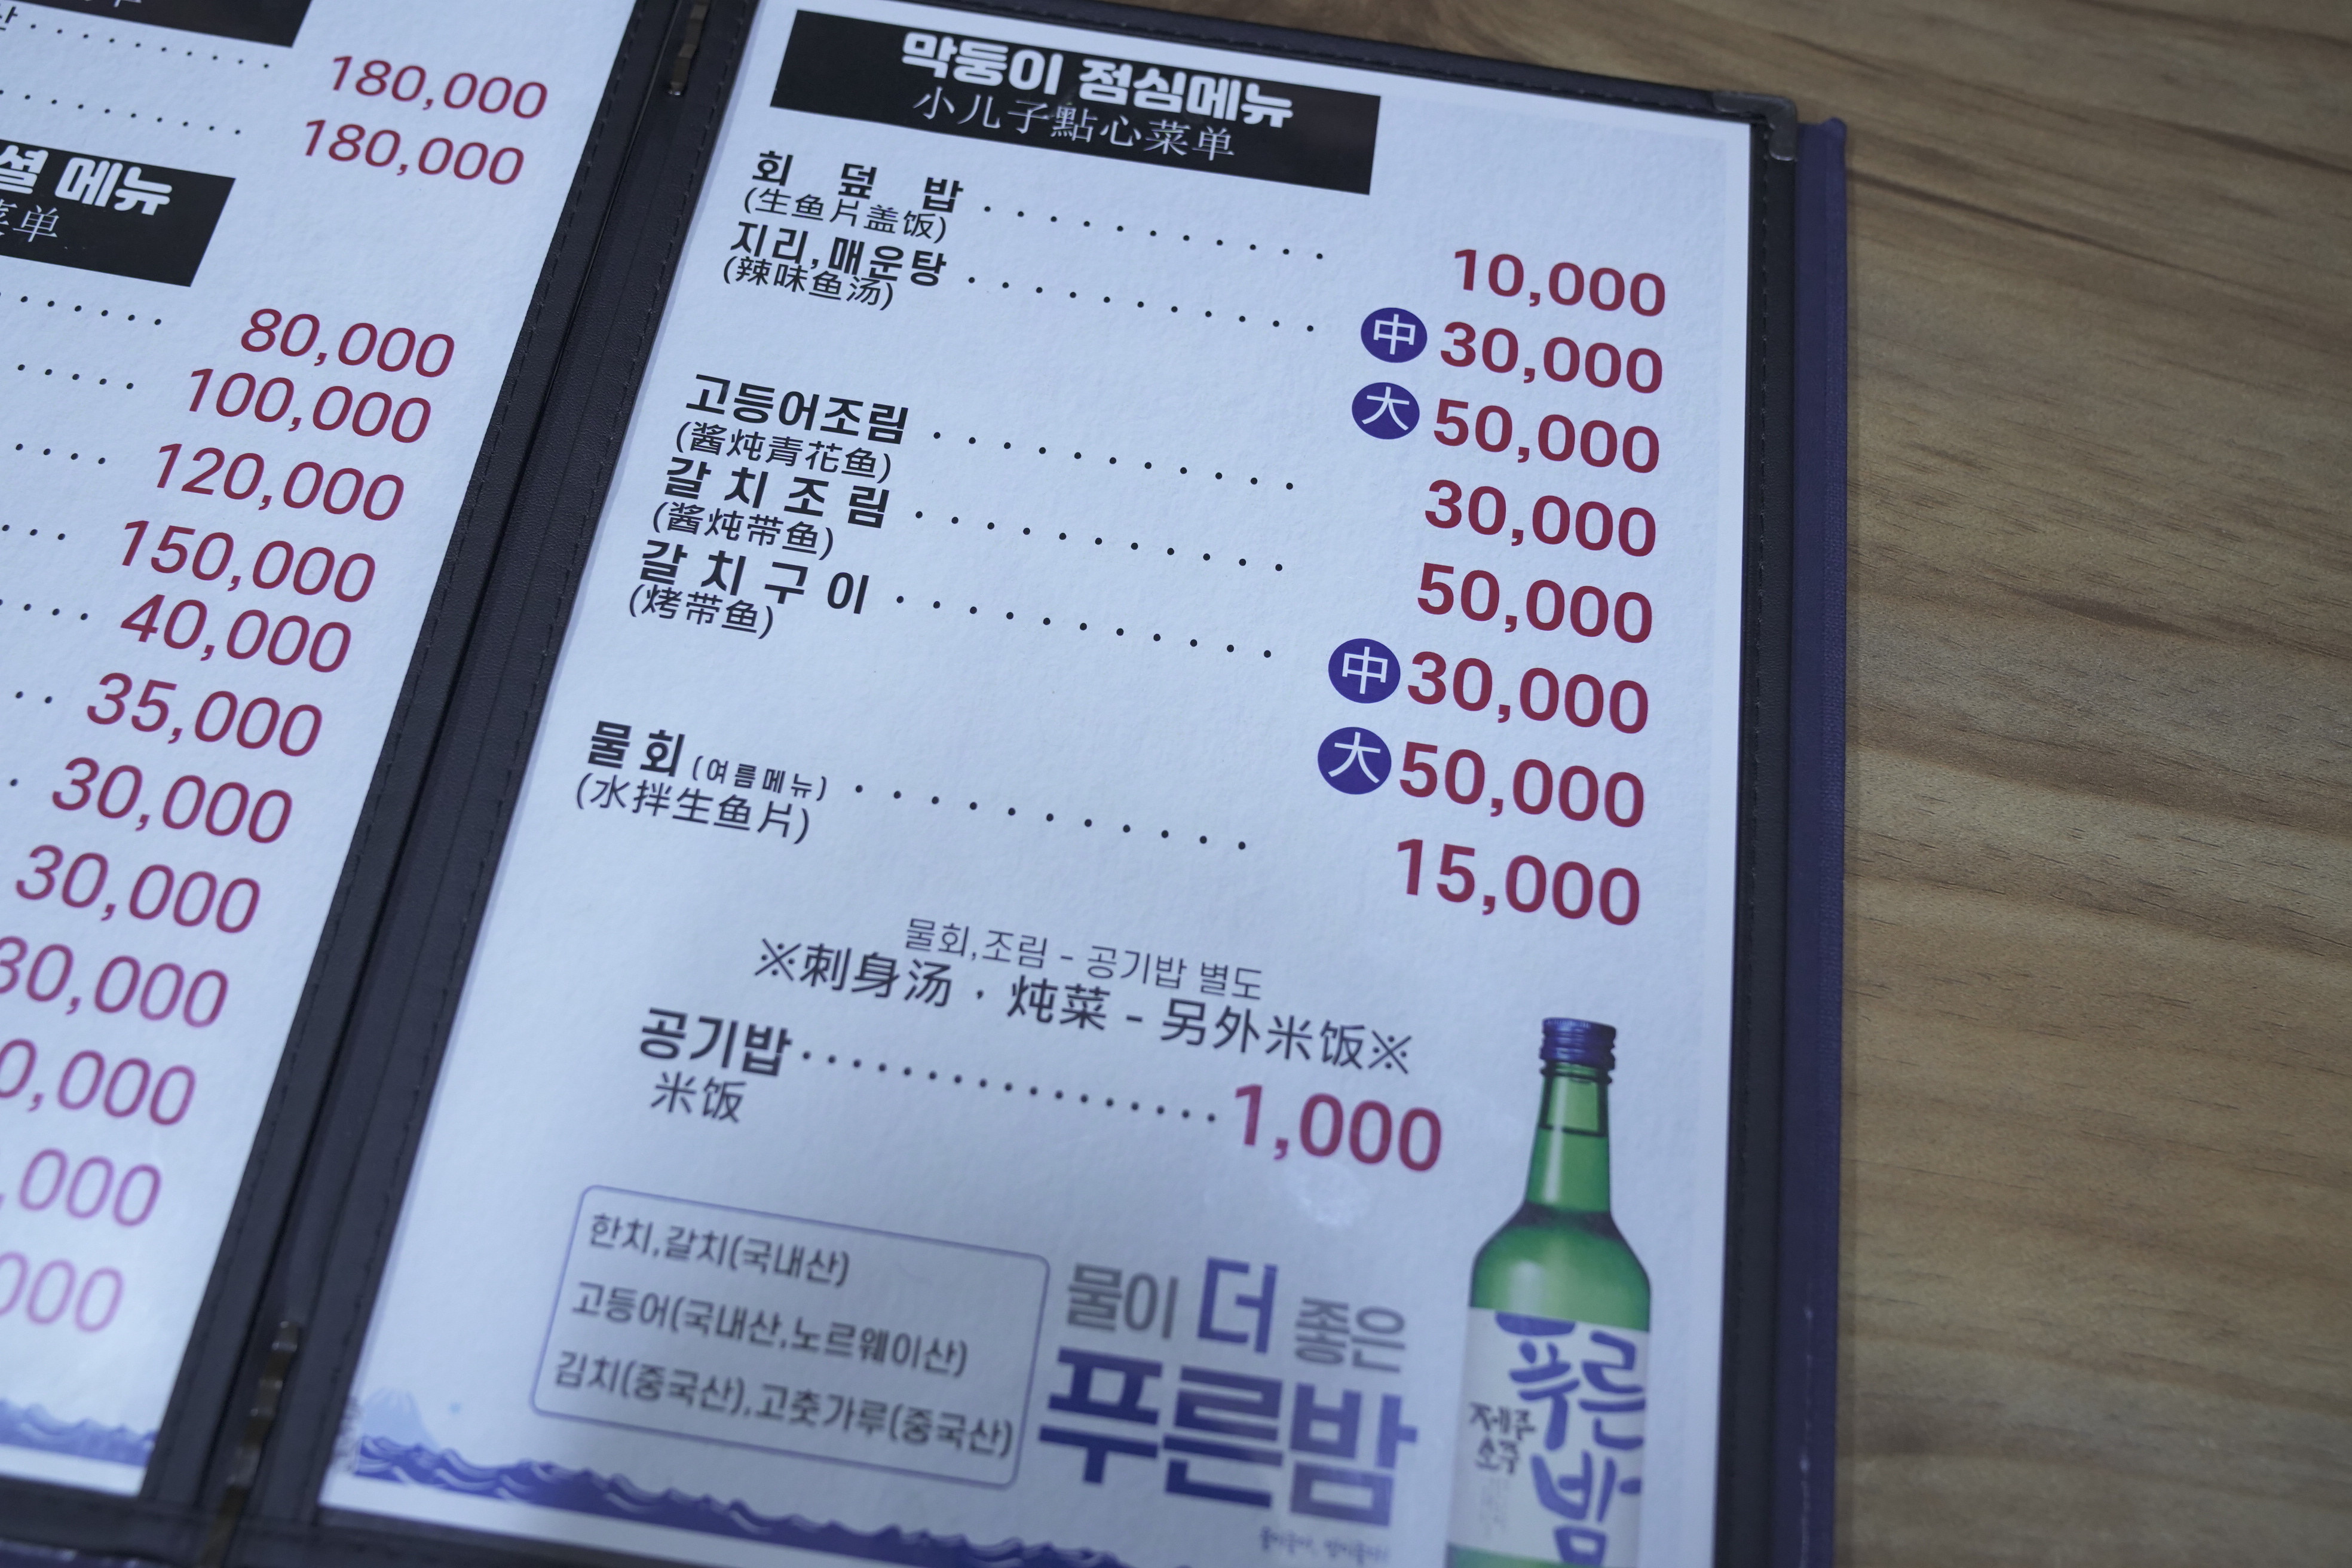 180,000
180,000
셜 메뉴
菜单
80,000
100,000
120,000
150,000
40,000
35,000
30,000
30,000
30,000
0,000
,000
000
막둥이 점심메뉴
小儿子點心菜单
회 덮 밥 . . . . . . . . . . . . 10,000
(生鱼片盖饭)
지리,매운탕 . . . . . . . . . . . . 中 30,000
(辣味鱼汤)
大 50,000
고등어조림 . . . . . . . . . . . 30,000
(酱炖青花鱼)
갈 치 조 림 . . . . . . . . . . . 50,000
(酱炖带鱼)
갈 치 구 이 . . . . . . . . . . . 中 30,000
(烤带鱼)
大 50,000
물 회 (여름메뉴) . . . . . . . . . . . 15,000
(水拌生鱼片)
물회,조림 - 공기밥 별도
※刺身汤 · 炖菜 - 另外米饭※
공기밥 . . . . . . . . . . . . . . . . . 1,000
米饭
한치,갈치(국내산)
고등어(국내산,노르웨이산)
김치(중국산),고춧가루(중국산)
물이 더 좋은
푸른밤
푸른밤
제주
소주